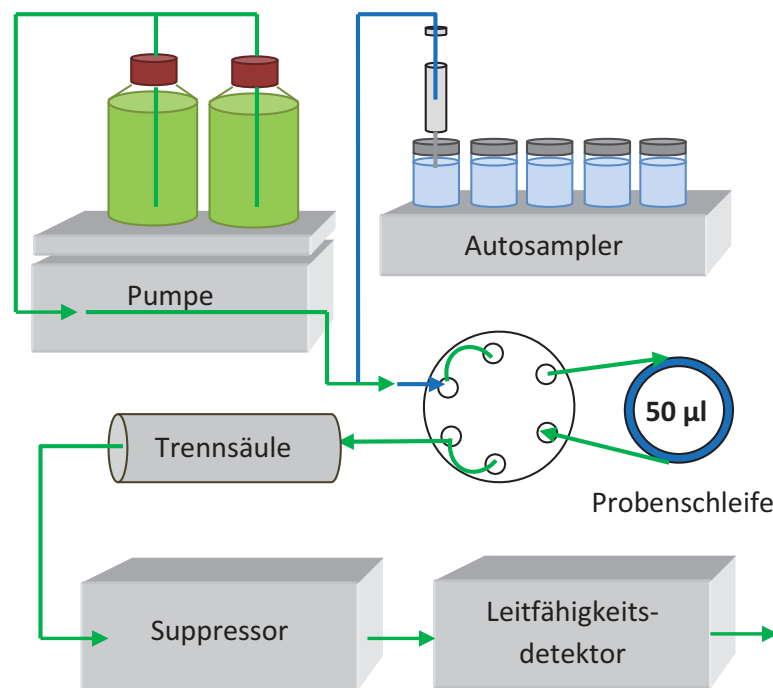 Autosampler
Pumpe
50 µl
Trennsäule
Probenschleife
Suppressor
Leitfähigkeits-
detektor